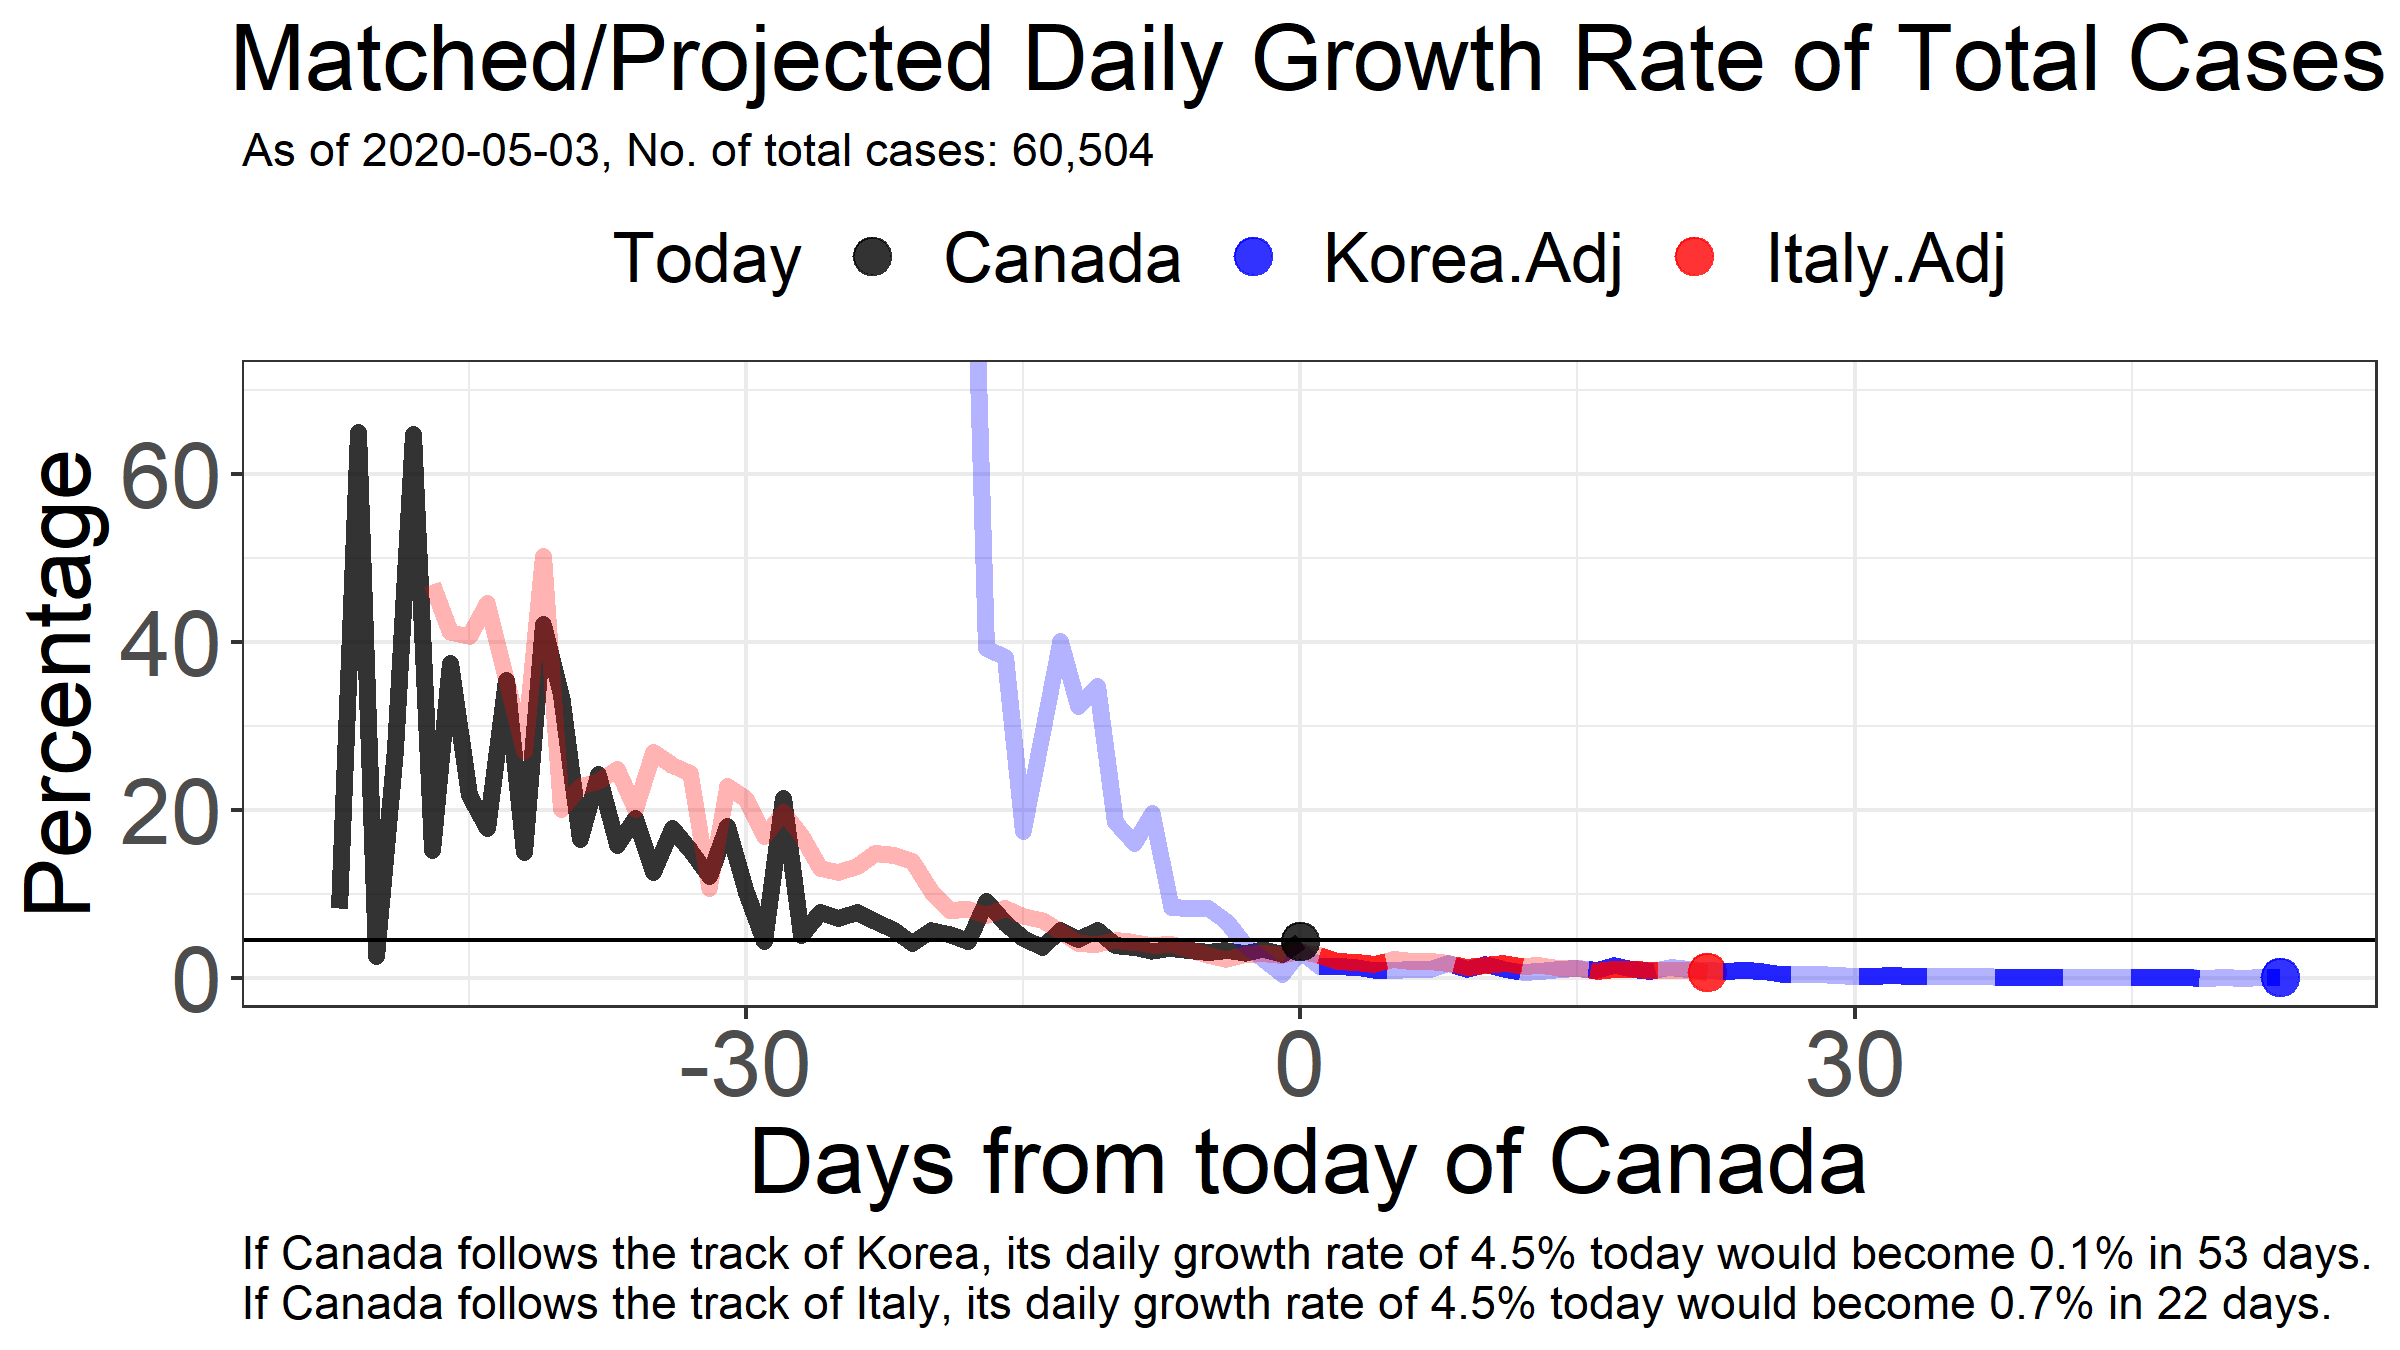 Matched/Projected Daily Growth Rate of Total Cases
As of 2020-05-03, No. of total cases: 60,504
Today Canada Korea.Adj Italy.Adj
Percentage
60
40
20
0
-30 0 30
Days from today of Canada
If Canada follows the track of Korea, its daily growth rate of 4.5% today would become 0.1% in 53 days.
If Canada follows the track of Italy, its daily growth rate of 4.5% today would become 0.7% in 22 days.